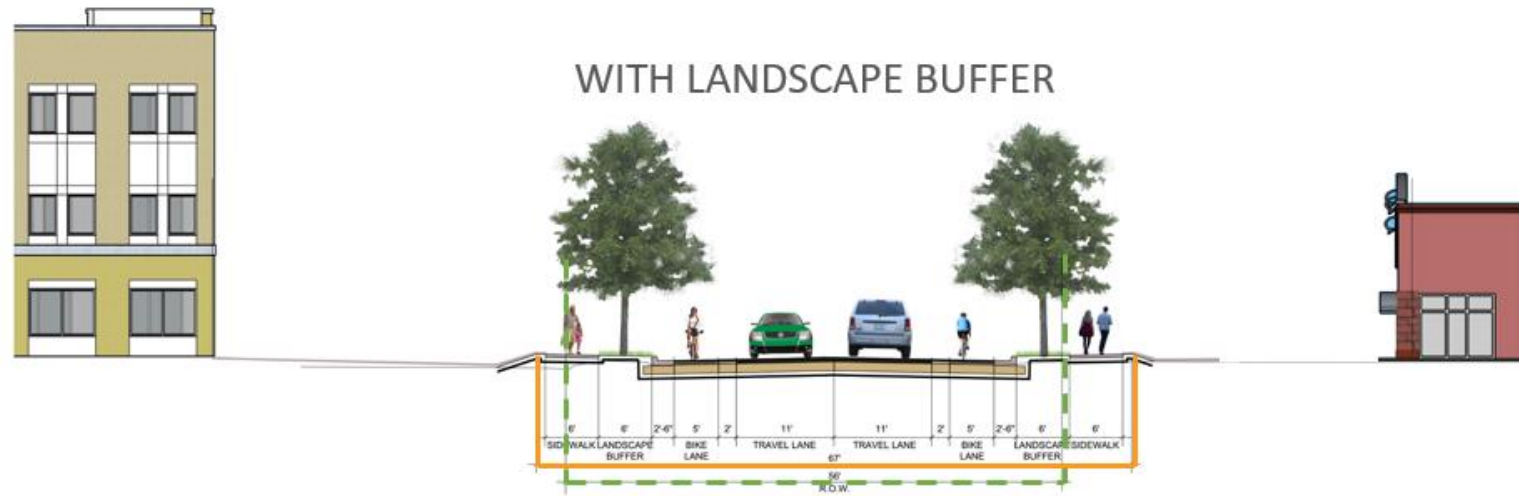 WITH LANDSCAPE BUFFER
6' 6' 2'-6" 5' 2' 11' 11' 2' 5' 2'-6" 6' 6'
SIDEWALK LANDSCAPE BUFFER BIKE LANE TRAVEL LANE TRAVEL LANE BIKE LANE LANDSCAPE BUFFER SIDEWALK
67'
56'
R.O.W.